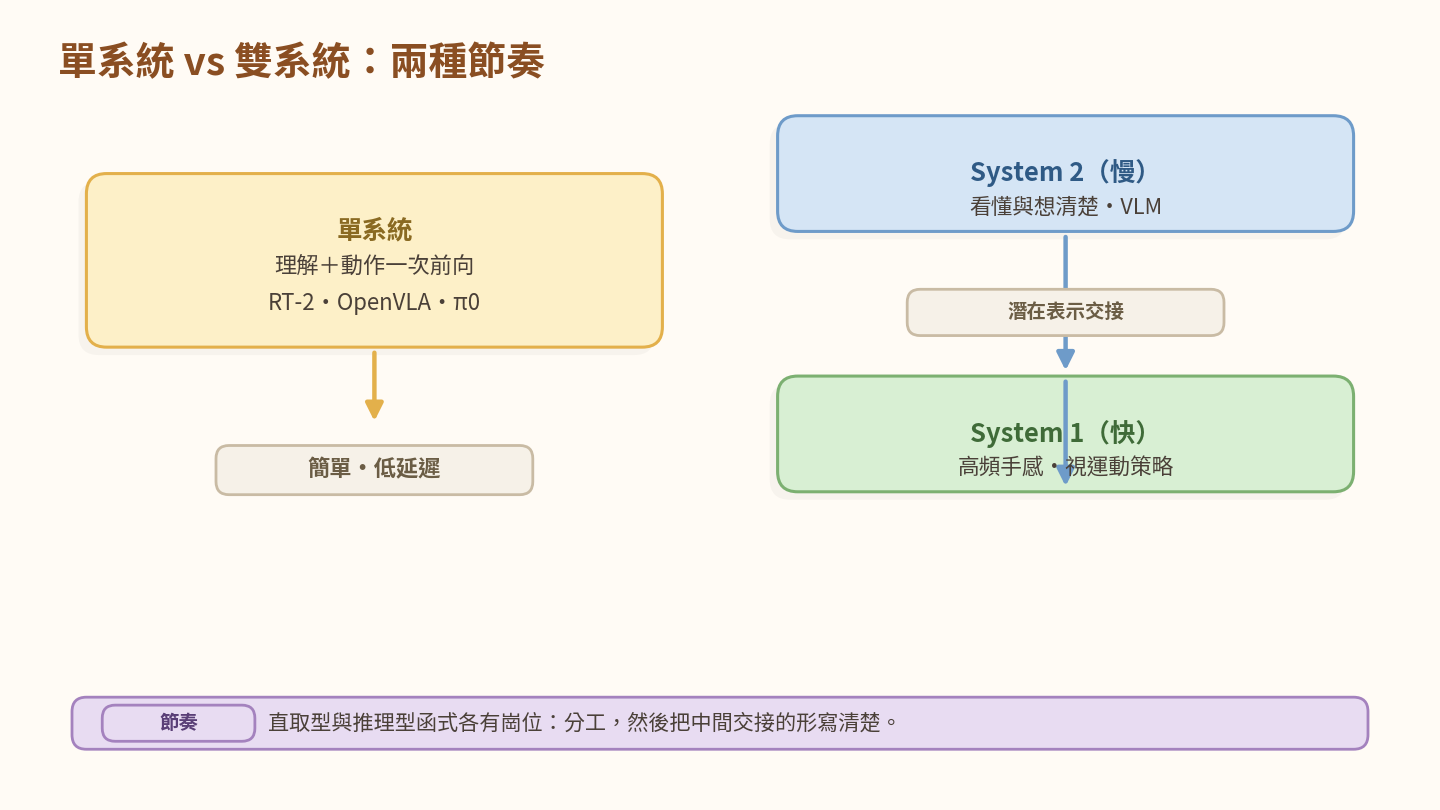 單系統 vs 雙系統：兩種節奏
單系統
理解＋動作一次前向
RT-2・OpenVLA・π0
簡單・低延遲
System 2（慢）
看懂與想清楚・VLM
潛在表示交接
System 1（快）
高頻手感・視運動策略
節奏
直取型與推理型函式各有崗位：分工，然後把中間交接的形寫清楚。